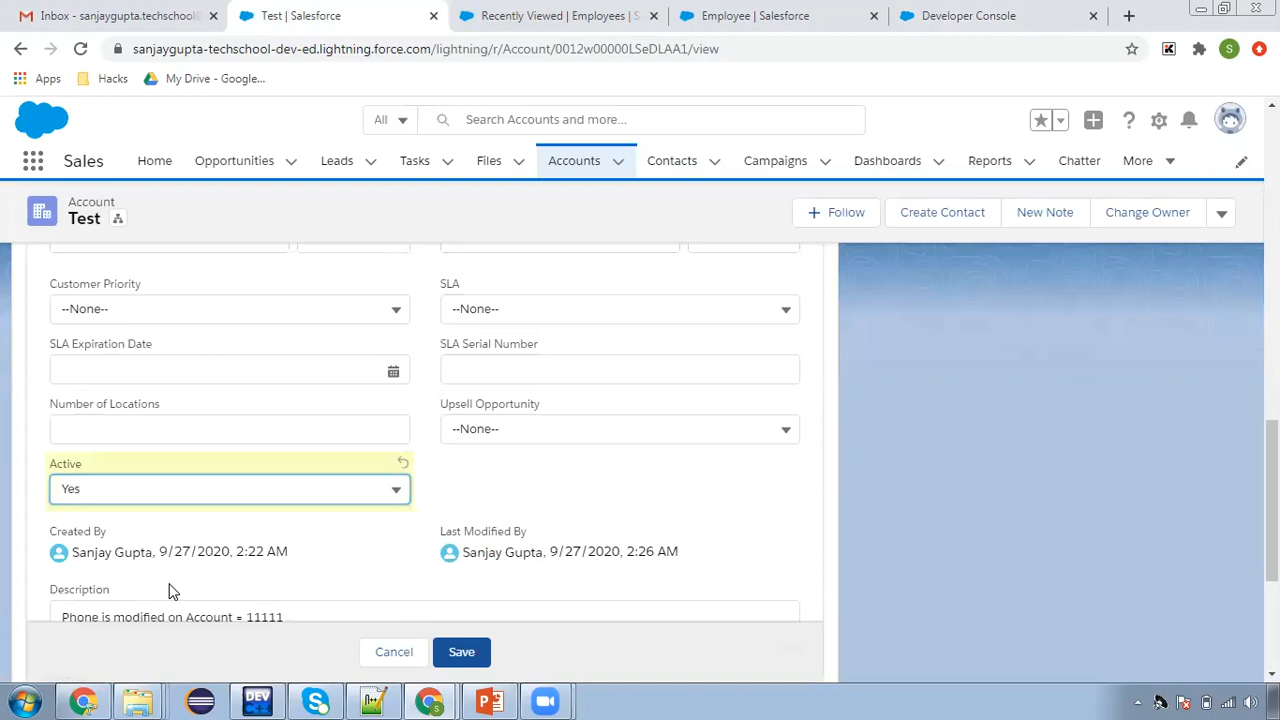 Inbox - sanjaygupta.techschool@
Test | Salesforce
Recently Viewed | Employees | S
Employee | Salesforce
Developer Console
sanjaygupta-techschool-dev-ed.lightning.force.com/lightning/r/Account/0012w00000LSeDLAA1/view
S
Apps
Hacks
My Drive - Google...
All
Search Accounts and more...
Sales
Home
Opportunities
Leads
Tasks
Files
Accounts
Contacts
Campaigns
Dashboards
Reports
Chatter
More
Account
Test
Follow
Create Contact
New Note
Change Owner
Customer Priority
SLA
--None--
--None--
SLA Expiration Date
SLA Serial Number
Number of Locations
Upsell Opportunity
--None--
Active
Yes
Created By
Last Modified By
Sanjay Gupta, 9/27/2020, 2:22 AM
Sanjay Gupta, 9/27/2020, 2:26 AM
Description
Phone is modified on Account = 11111
Cancel
Save
DEV